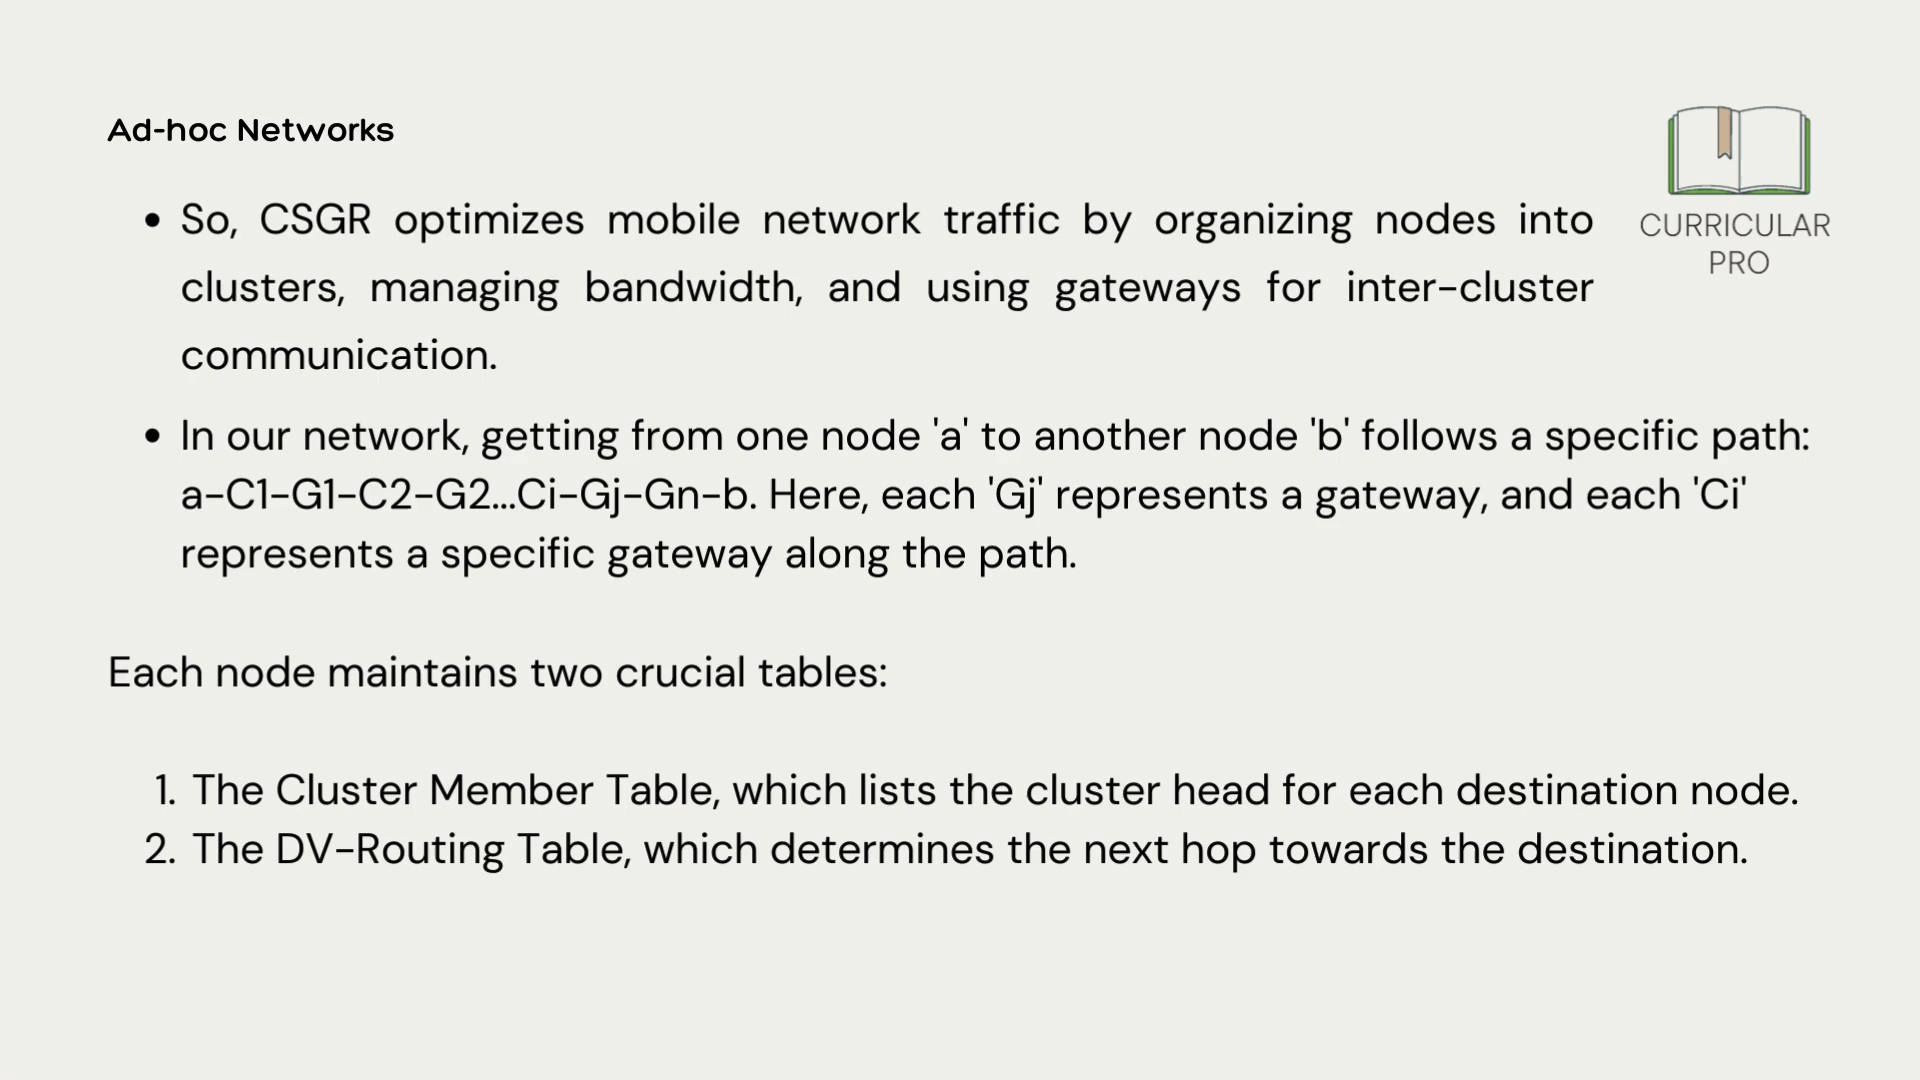 Ad-hoc Networks
CURRICULAR
PRO
• So, CSGR optimizes mobile network traffic by organizing nodes into
clusters, managing bandwidth, and using gateways for inter-cluster
communication.
• In our network, getting from one node 'a' to another node 'b' follows a specific path:
a-C1-G1-C2-G2...Ci-Gj-Gn-b. Here, each 'Gj' represents a gateway, and each 'Ci'
represents a specific gateway along the path.
Each node maintains two crucial tables:
1. The Cluster Member Table, which lists the cluster head for each destination node.
2. The DV-Routing Table, which determines the next hop towards the destination.